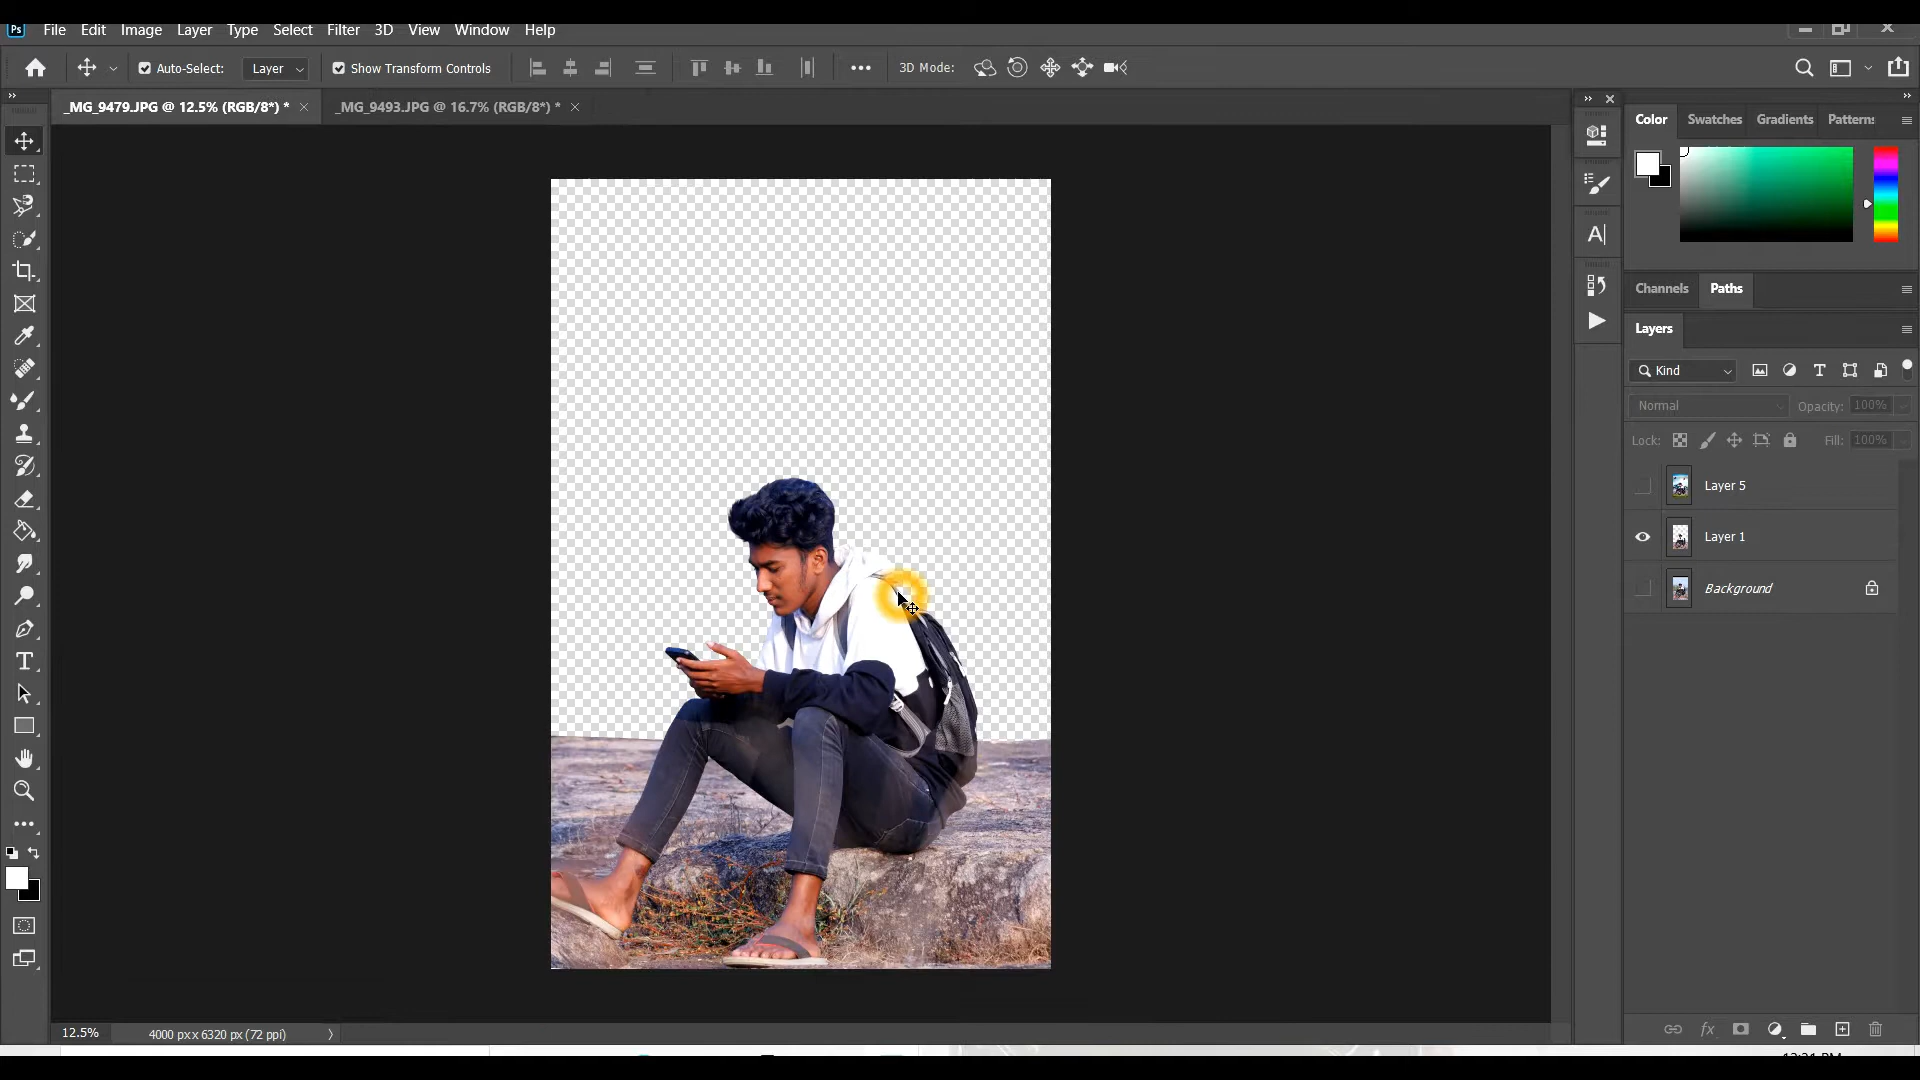 Ps File Edit Image Layer Type Select Filter 3D View Window Help
Auto-Select: Layer Show Transform Controls 3D Mode:
_MG_9479.JPG @ 12.5% (RGB/8*) * _MG_9493.JPG @ 16.7% (RGB/8*) *
Color Swatches Gradients Patterns
Channels Paths
Layers
Kind
Normal Opacity: 100%
Lock: Fill: 100%
Layer 5
Layer 1
Background
12.5% 4000 px x 6320 px (72 ppi)